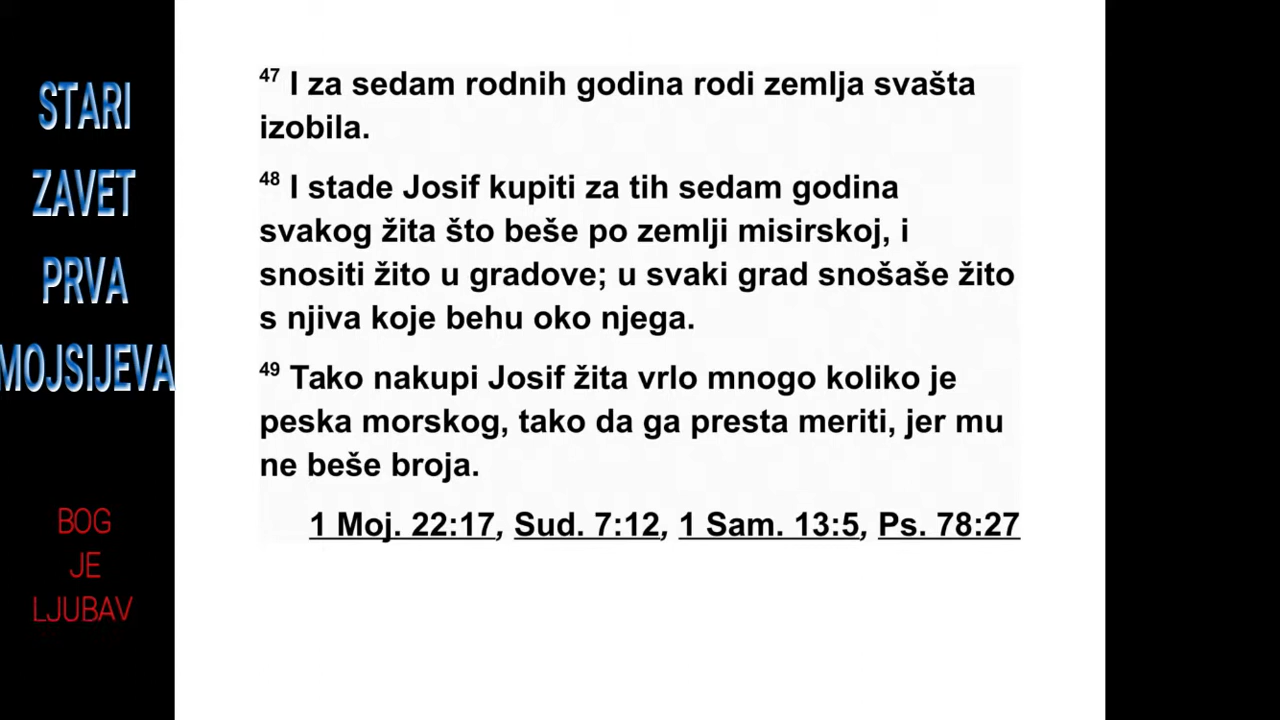 STARI
ZAVET
PRVA
MOJSIJEVA
BOG
JE
LJUBAV
47 I za sedam rodnih godina rodi zemlja svašta
izobila.
48 I stade Josif kupiti za tih sedam godina
svakog žita što beše po zemlji misirskoj, i
snositi žito u gradove; u svaki grad snošaše žito
s njiva koje behu oko njega.
49 Tako nakupi Josif žita vrlo mnogo koliko je
peska morskog, tako da ga presta meriti, jer mu
ne beše broja.
1 Moj. 22:17, Sud. 7:12, 1 Sam. 13:5, Ps. 78:27